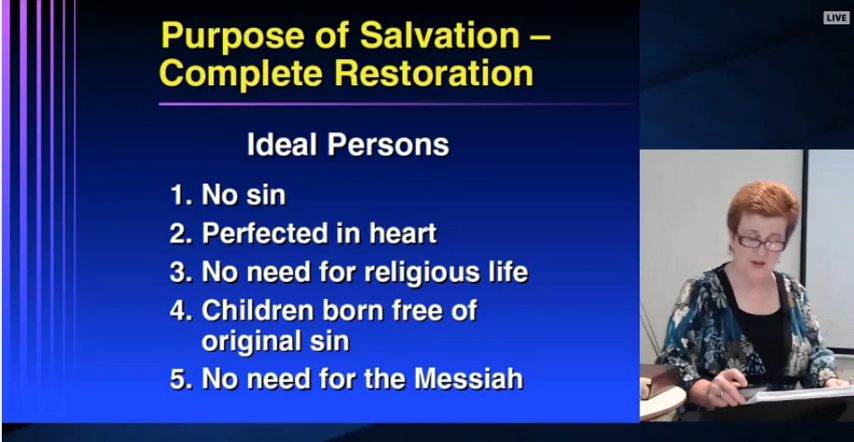 Purpose of Salvation –
Complete Restoration
Ideal Persons
1. No sin
2. Perfected in heart
3. No need for religious life
4. Children born free of
original sin
5. No need for the Messiah
LIVE